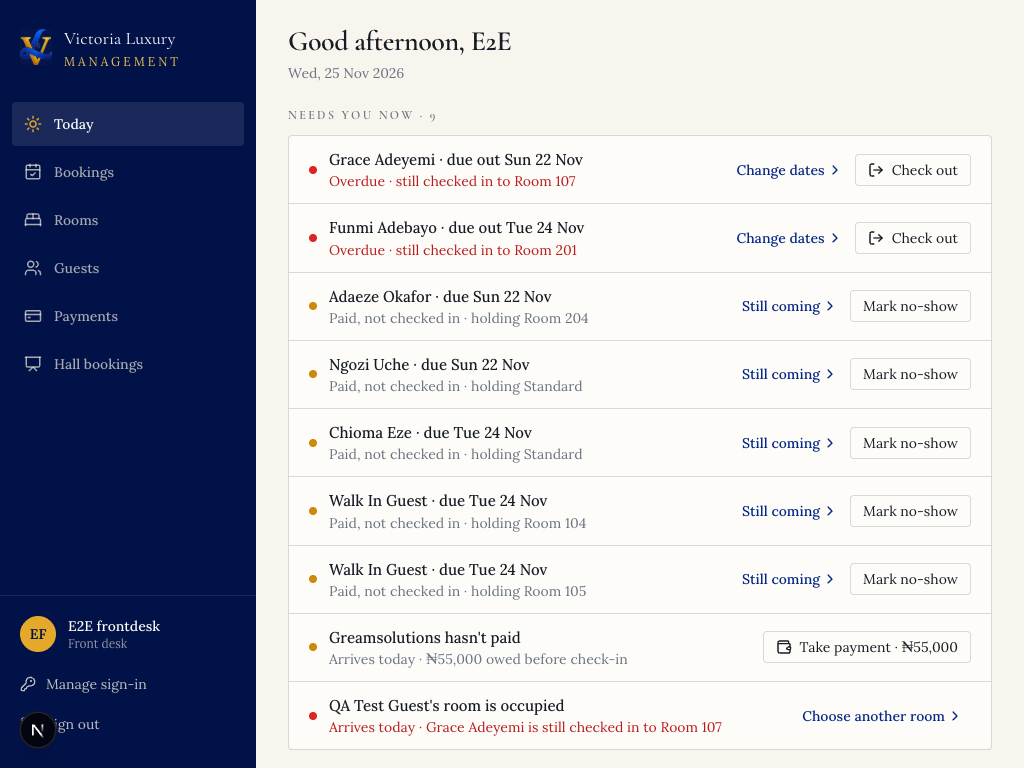 Victoria Luxury
MANAGEMENT
Today
Bookings
Rooms
Guests
Payments
Hall bookings
EF
E2E frontdesk
Front desk
Manage sign-in
gn out
N
Good afternoon, E2E
Wed, 25 Nov 2026
NEEDS YOU NOW · 9
Grace Adeyemi · due out Sun 22 Nov
Overdue · still checked in to Room 107
Change dates
Check out
Funmi Adebayo · due out Tue 24 Nov
Overdue · still checked in to Room 201
Change dates
Check out
Adaeze Okafor · due Sun 22 Nov
Paid, not checked in · holding Room 204
Still coming
Mark no-show
Ngozi Uche · due Sun 22 Nov
Paid, not checked in · holding Standard
Still coming
Mark no-show
Chioma Eze · due Tue 24 Nov
Paid, not checked in · holding Standard
Still coming
Mark no-show
Walk In Guest · due Tue 24 Nov
Paid, not checked in · holding Room 104
Still coming
Mark no-show
Walk In Guest · due Tue 24 Nov
Paid, not checked in · holding Room 105
Still coming
Mark no-show
Greamsolutions hasn't paid
Arrives today · ₦55,000 owed before check-in
Take payment · ₦55,000
QA Test Guest's room is occupied
Arrives today · Grace Adeyemi is still checked in to Room 107
Choose another room